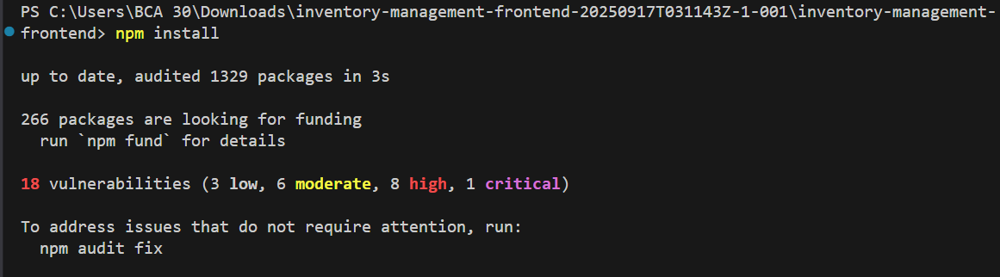 PS C:\Users\BCA 30\Downloads\inventory-management-frontend-20250917T031143Z-1-001\inventory-management-
frontend> npm install
up to date, audited 1329 packages in 3s
266 packages are looking for funding
  run `npm fund` for details
18 vulnerabilities (3 low, 6 moderate, 8 high, 1 critical)
To address issues that do not require attention, run:
  npm audit fix